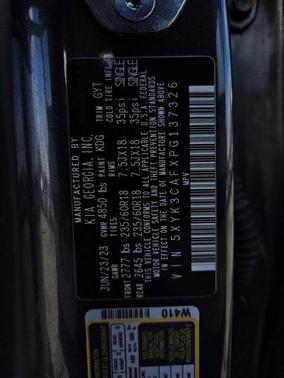 MANUFACTURED BY
KIA GEORGIA, INC.
JUN/23/23 GVWR 4850 lbs PAINT KDG TRIM GYT
GAWR TIRES RIMS COLD TIRE INFL.
FRONT 2777 lbs 235/60R18 7.5JX18 35psi SINGLE
REAR 2645 lbs 235/60R18 7.5JX18 35psi SINGLE
THIS VEHICLE CONFORMS TO ALL APPLICABLE U.S.A. FEDERAL
MOTOR VEHICLE SAFETY, BUMPER AND THEFT PREVENTION STANDARDS
IN EFFECT ON THE DATE OF MANUFACTURE SHOWN ABOVE.
VIN 5XYK3CAFXPG137326
MPV
W410